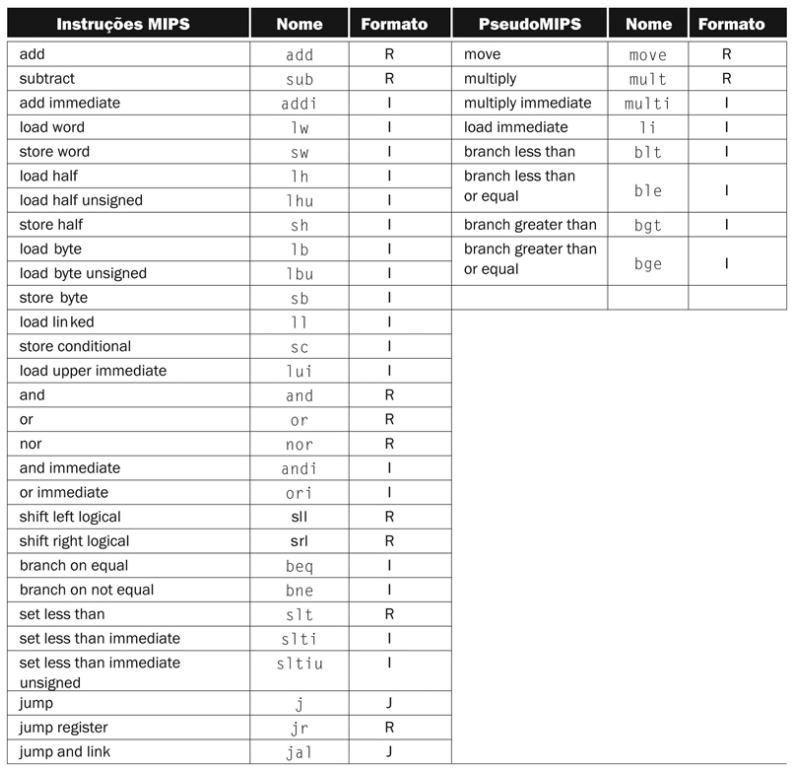 Instruções MIPS Nome Formato PseudoMIPS Nome Formato
add add R move move R
subtract sub R multiply mult R
add immediate addi I multiply immediate multi I
load word lw I load immediate li I
store word sw I branch less than blt I
load half lh I branch less than
or equal ble I
load half unsigned lhu I
store half sh I branch greater than bgt I
load byte lb I branch greater than
or equal bge I
load byte unsigned lbu I
store byte sb I
load linked ll I
store conditional sc I
load upper immediate lui I
and and R
or or R
nor nor R
and immediate andi I
or immediate ori I
shift left logical sll R
shift right logical srl R
branch on equal beq I
branch on not equal bne I
set less than slt R
set less than immediate slti I
set less than immediate
unsigned sltiu I
jump j J
jump register jr R
jump and link jal J